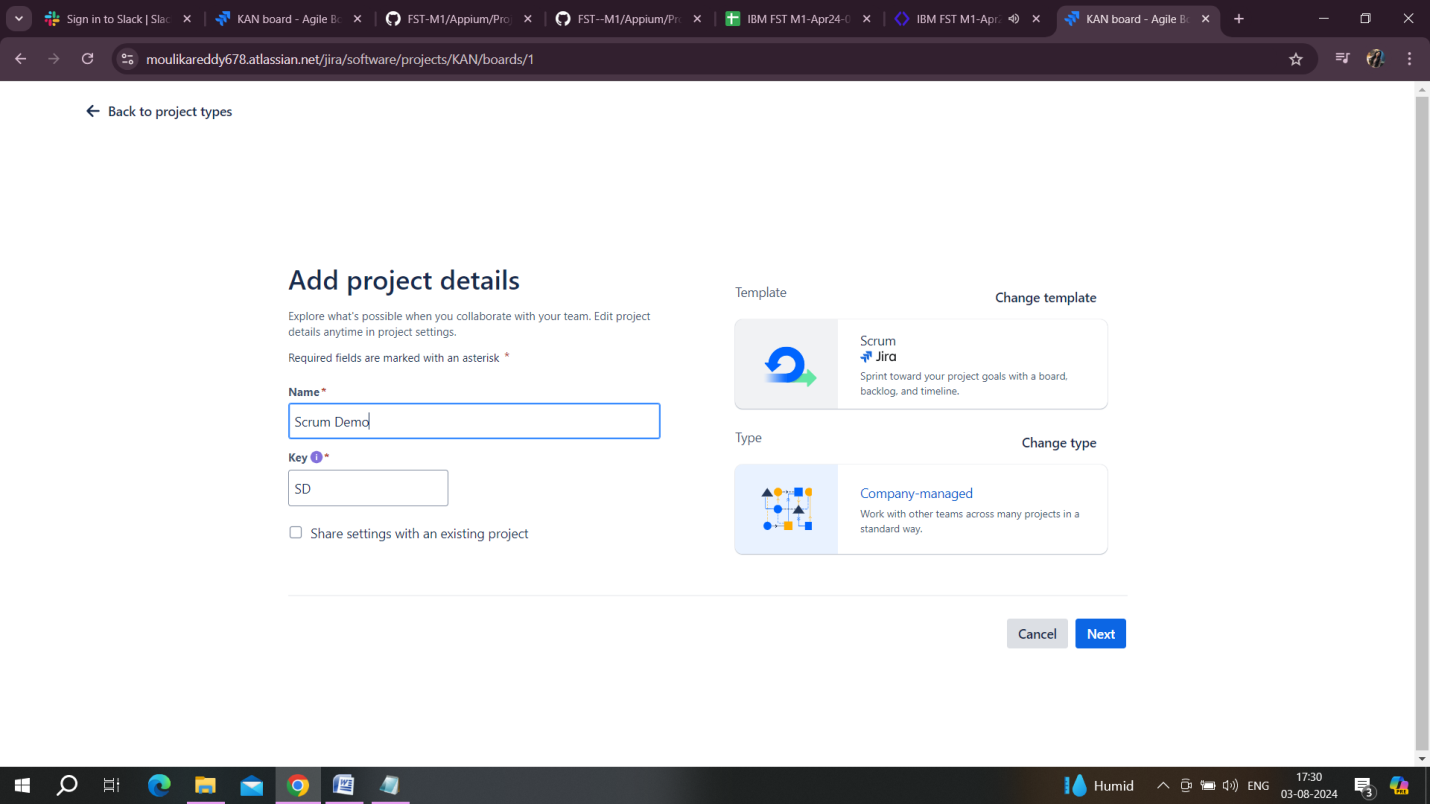 Sign in to Slack | Slac
KAN board - Agile Bo
FST-M1/Appium/Proj
FST--M1/Appium/Pro
IBM FST M1-Apr24-0
IBM FST M1-Apr2
KAN board - Agile Bo
moulikareddy678.atlassian.net/jira/software/projects/KAN/boards/1
Back to project types
Add project details
Explore what's possible when you collaborate with your team. Edit project
details anytime in project settings.
Required fields are marked with an asterisk *
Name*
Scrum Demo
Key *
SD
Share settings with an existing project
Template
Change template
Scrum
Jira
Sprint toward your project goals with a board,
backlog, and timeline.
Type
Change type
Company-managed
Work with other teams across many projects in a
standard way.
Cancel
Next
Humid
ENG
17:30
03-08-2024
3